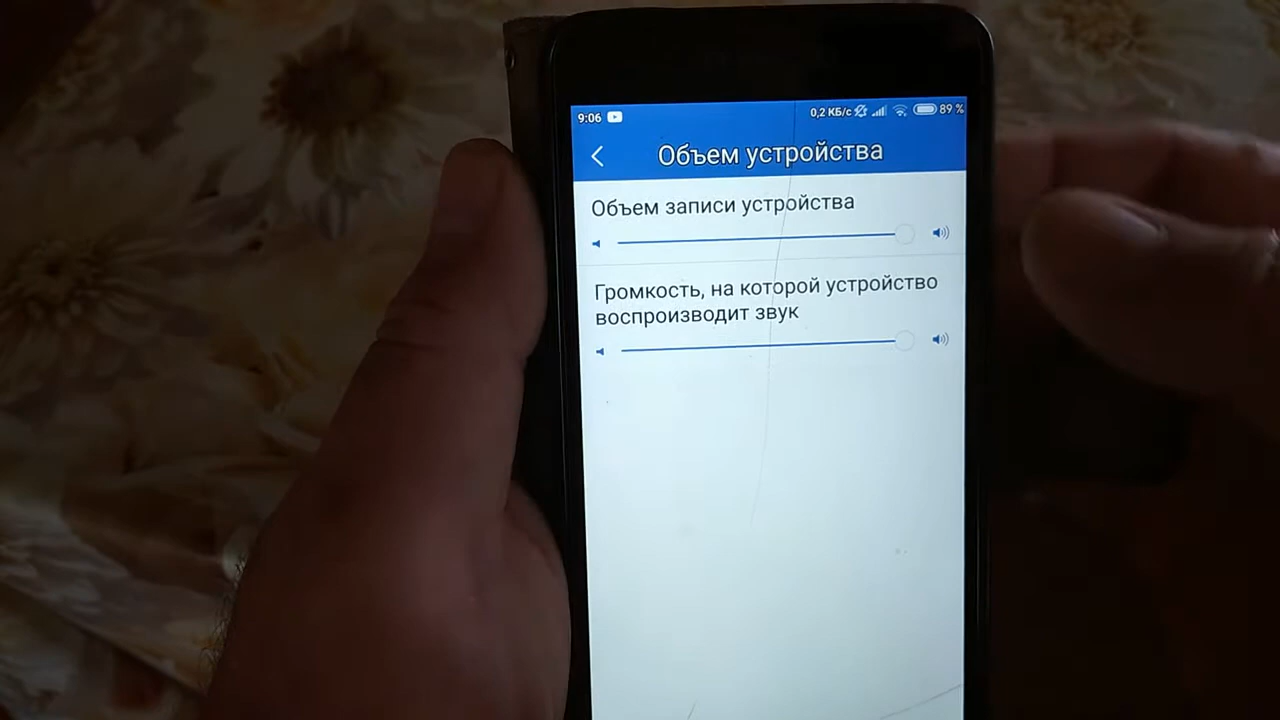 9:06 0,2 КБ/с 89 %
Объем устройства
Объем записи устройства
Громкость, на которой устройство
воспроизводит звук